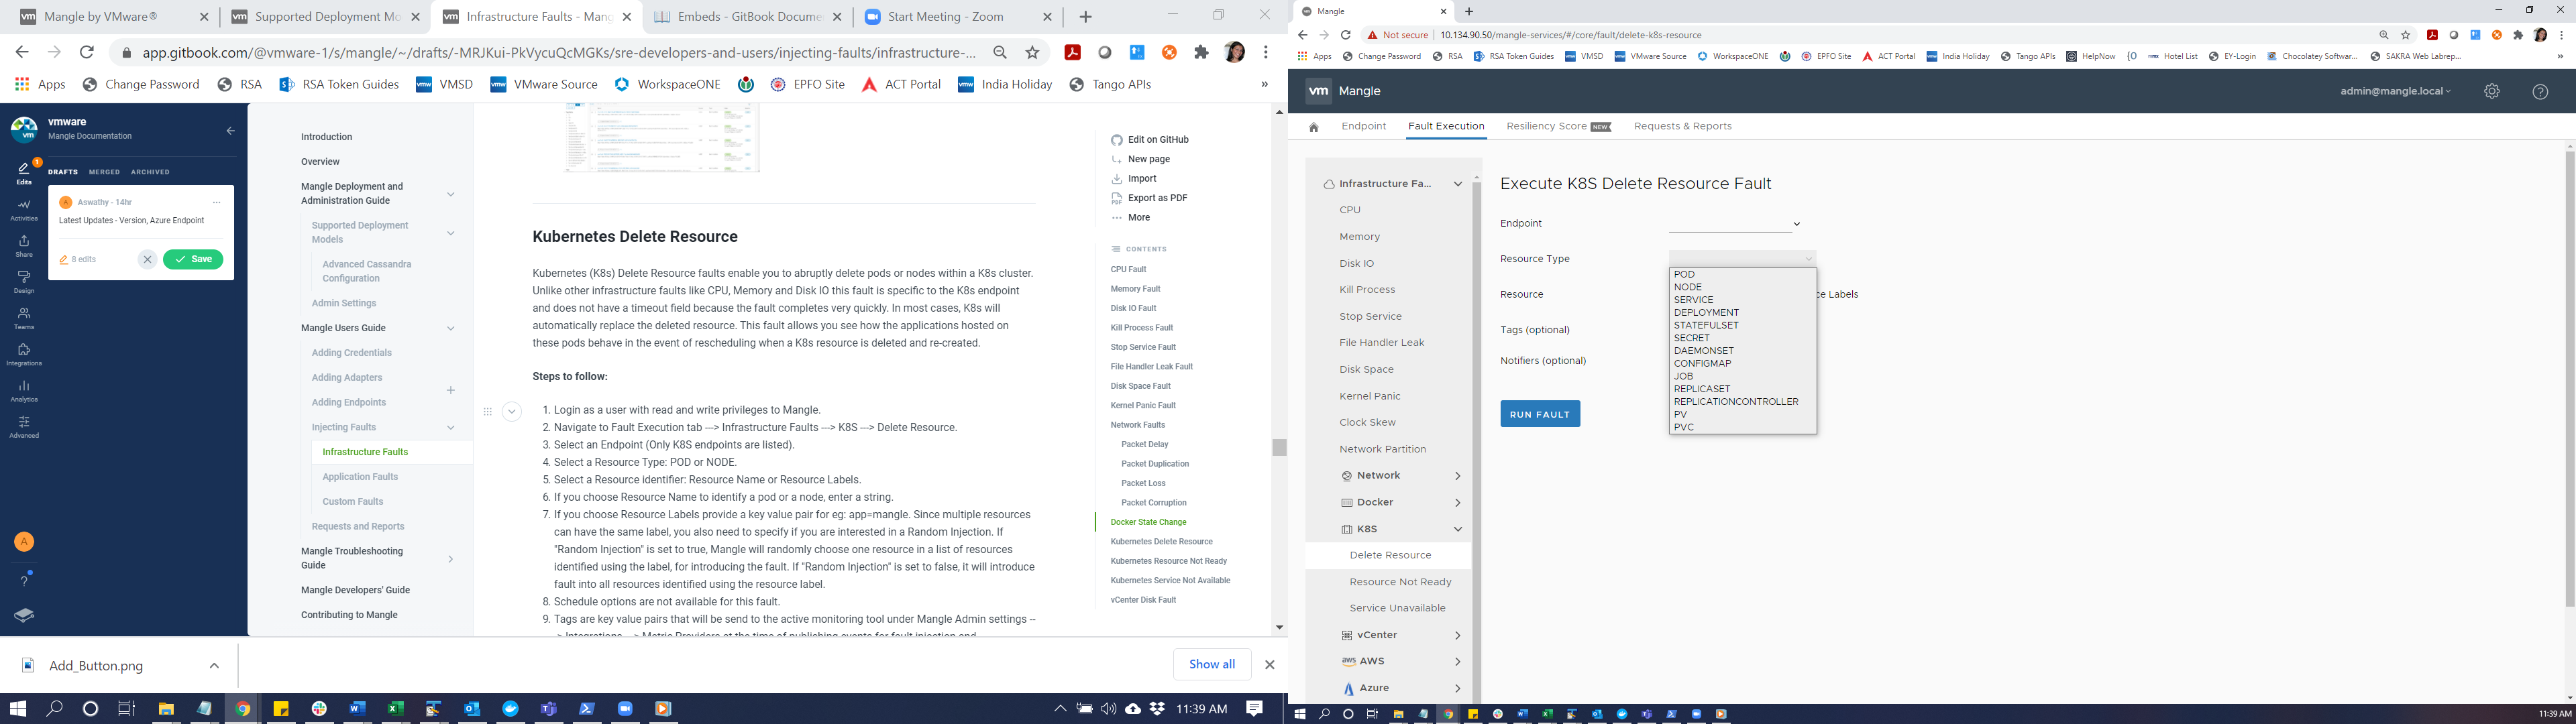 Mangle by VMware®
Supported Deployment Mo
Infrastructure Faults - Mang
Embeds - GitBook Docume
Start Meeting - Zoom
app.gitbook.com/@vmware-1/s/mangle/~/drafts/-MRJKui-PkVycuQcMGKs/sre-developers-and-users/injecting-faults/infrastructure-...
Apps
Change Password
RSA
RSA Token Guides
VMSD
VMware Source
WorkspaceONE
EPFO Site
ACT Portal
India Holiday
Tango APIs
vmware
Mangle Documentation
1
Edits
Activities
Share
Design
Teams
Integrations
Analytics
Advanced
A
DRAFTS MERGED ARCHIVED
A
Aswathy - 14hr
Latest Updates - Version, Azure Endpoint
8 edits
Save
Introduction
Overview
Mangle Deployment and
Administration Guide
Supported Deployment
Models
Advanced Cassandra
Configuration
Admin Settings
Mangle Users Guide
Adding Credentials
Adding Adapters
Adding Endpoints
Injecting Faults
Infrastructure Faults
Application Faults
Custom Faults
Requests and Reports
Mangle Troubleshooting
Guide
Mangle Developers' Guide
Contributing to Mangle
Kubernetes Delete Resource
Kubernetes (K8s) Delete Resource faults enable you to abruptly delete pods or nodes within a K8s cluster.
Unlike other infrastructure faults like CPU, Memory and Disk IO this fault is specific to the K8s endpoint
and does not have a timeout field because the fault completes very quickly. In most cases, K8s will
automatically replace the deleted resource. This fault allows you see how the applications hosted on
these pods behave in the event of rescheduling when a K8s resource is deleted and re-created.
Steps to follow:
1. Login as a user with read and write privileges to Mangle.
2. Navigate to Fault Execution tab ---> Infrastructure Faults ---> K8S ---> Delete Resource.
3. Select an Endpoint (Only K8S endpoints are listed).
4. Select a Resource Type: POD or NODE.
5. Select a Resource identifier: Resource Name or Resource Labels.
6. If you choose Resource Name to identify a pod or a node, enter a string.
7. If you choose Resource Labels provide a key value pair for eg: app=mangle. Since multiple resources
can have the same label, you also need to specify if you are interested in a Random Injection. If
"Random Injection" is set to true, Mangle will randomly choose one resource in a list of resources
identified using the label, for introducing the fault. If "Random Injection" is set to false, it will introduce
fault into all resources identified using the resource label.
8. Schedule options are not available for this fault.
9. Tags are key value pairs that will be send to the active monitoring tool under Mangle Admin settings --
-> Integrations ---> Metric Providers at the time of publishing events for fault injection and
Edit on GitHub
New page
Import
Export as PDF
More
CONTENTS
CPU Fault
Memory Fault
Disk IO Fault
Kill Process Fault
Stop Service Fault
File Handler Leak Fault
Disk Space Fault
Kernel Panic Fault
Network Faults
Packet Delay
Packet Duplication
Packet Loss
Packet Corruption
Docker State Change
Kubernetes Delete Resource
Kubernetes Resource Not Ready
Kubernetes Service Not Available
vCenter Disk Fault
Add_Button.png
Show all
11:39 AM
Mangle
Not secure
10.134.90.50/mangle-services/#/core/fault/delete-k8s-resource
Apps
Change Password
RSA
RSA Token Guides
VMSD
VMware Source
WorkspaceONE
EPFO Site
ACT Portal
India Holiday
Tango APIs
HelpNow
Hotel List
EY-Login
Chocolatey Softwar...
SAKRA Web Labrep...
vm
Mangle
admin@mangle.local
Endpoint
Fault Execution
Resiliency Score NEW
Requests & Reports
Infrastructure Fa...
CPU
Memory
Disk IO
Kill Process
Stop Service
File Handler Leak
Disk Space
Kernel Panic
Clock Skew
Network Partition
Network
Docker
K8S
Delete Resource
Resource Not Ready
Service Unavailable
vCenter
aws AWS
Azure
Execute K8S Delete Resource Fault
Endpoint
Resource Type
Resource
ce Labels
Tags (optional)
Notifiers (optional)
RUN FAULT
POD
NODE
SERVICE
DEPLOYMENT
STATEFULSET
SECRET
DAEMONSET
CONFIGMAP
JOB
REPLICASET
REPLICATIONCONTROLLER
PV
PVC
11:39 AM